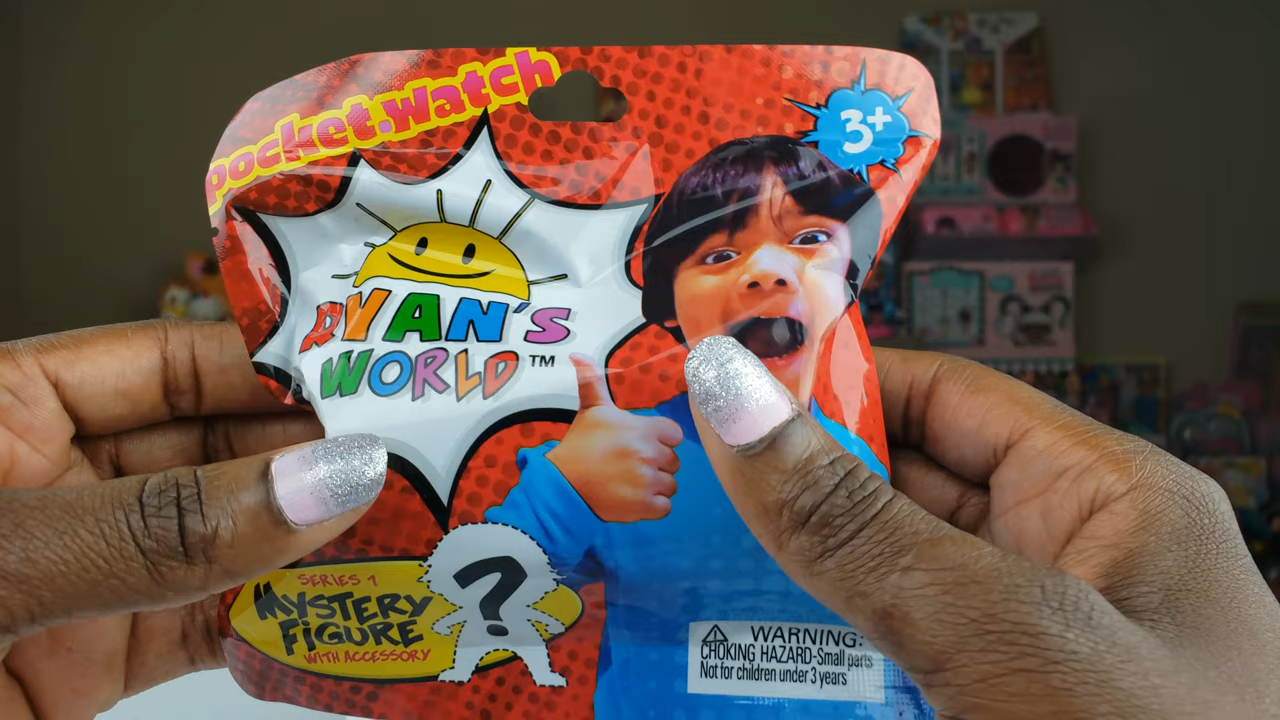 pocket.watch
3+
RYAN'S
WORLD™
SERIES 1
MYSTERY
FIGURE
WITH ACCESSORY
?
WARNING:
CHOKING HAZARD-Small parts
Not for children under 3 years